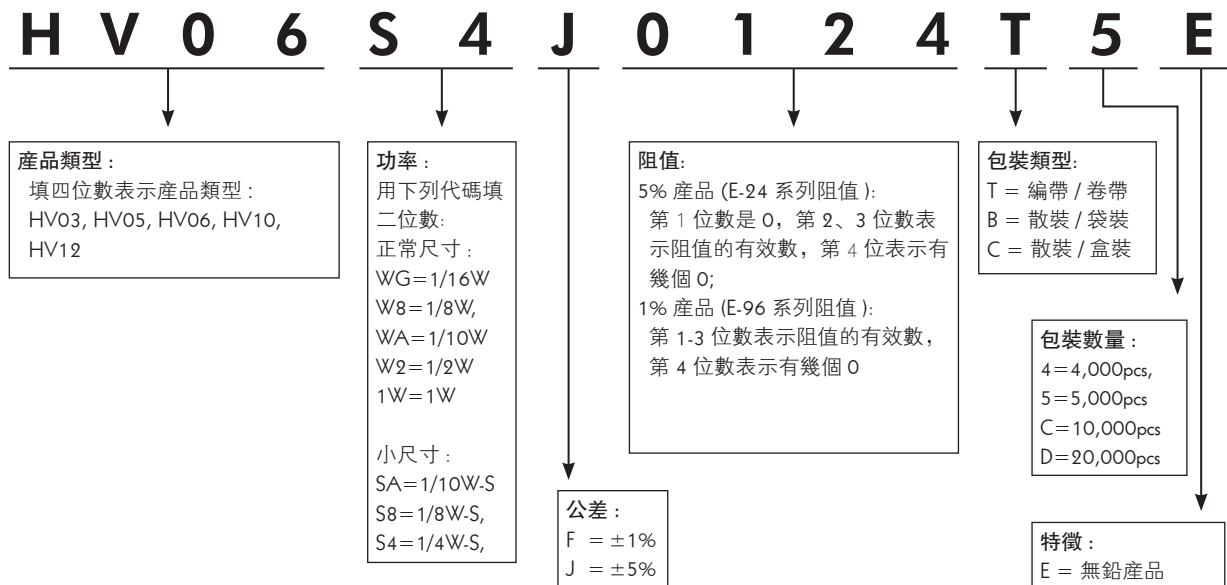 H V 0 6 S 4 J 0 1 2 4 T 5 E
産品類型 :
填四位數表示産品類型 :
HV03, HV05, HV06, HV10,
HV12
功率 :
用下列代碼填
二位數:
正常尺寸 :
WG=1/16W
W8=1/8W,
WA=1/10W
W2=1/2W
1W=1W
小尺寸 :
SA=1/10W-S
S8=1/8W-S,
S4=1/4W-S,
公差 :
F = ±1%
J = ±5%
阻值:
5% 産品 (E-24 系列阻值 ):
第 1 位數是 0，第 2、3 位數表
示阻值的有效數，第 4 位表示有
幾個 0;
1% 産品 (E-96 系列阻值 ):
第 1-3 位數表示阻值的有效數，
第 4 位數表示有幾個 0
包裝類型:
T = 編帶 / 卷帶
B = 散裝 / 袋裝
C = 散裝 / 盒裝
包裝數量 :
4=4,000pcs,
5=5,000pcs
C=10,000pcs
D=20,000pcs
特徵 :
E = 無鉛産品